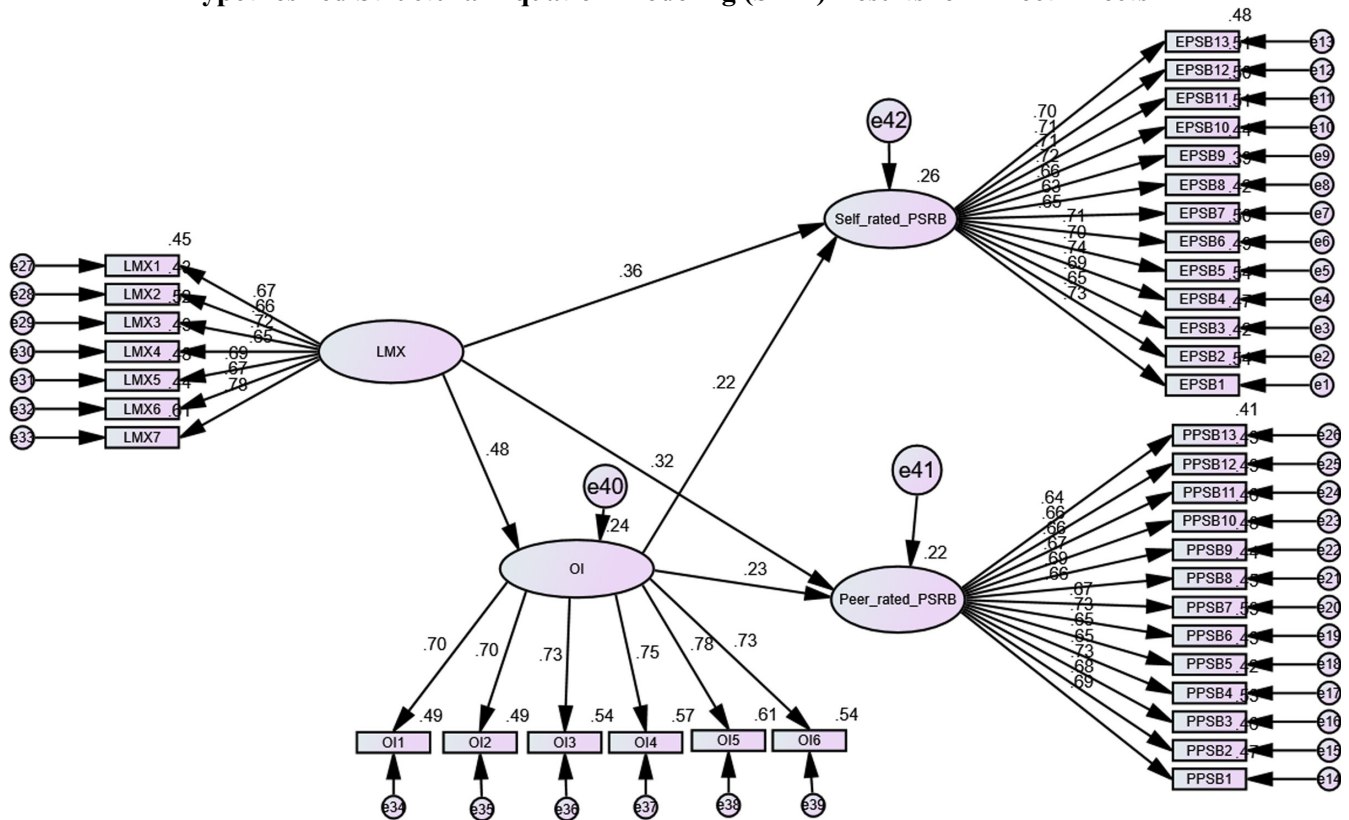 .48
EPSB13
e13
EPSB12
e12
EPSB11
e11
EPSB10
e10
EPSB9
e9
EPSB8
e8
EPSB7
e7
EPSB6
e6
EPSB5
e5
EPSB4
e4
EPSB3
e3
EPSB2
e2
EPSB1
e1
.70
.71
.71
.72
.66
.63
.65
.71
.70
.74
.69
.65
.73
e42
.26
Self_rated_PSRB
.45
e27
LMX1
e28
LMX2
e29
LMX3
e30
LMX4
e31
LMX5
e32
LMX6
e33
LMX7
.67
.66
.72
.65
.69
.67
.78
LMX
.36
.22
.48
.32
e40
.24
OI
.23
e41
.22
Peer_rated_PSRB
.41
PPSB13
e26
PPSB12
e25
PPSB11
e24
PPSB10
e23
PPSB9
e22
PPSB8
e21
PPSB7
e20
PPSB6
e19
PPSB5
e18
PPSB4
e17
PPSB3
e16
PPSB2
e15
PPSB1
e14
.64
.66
.66
.67
.69
.66
.67
.73
.65
.65
.73
.68
.69
.70
.70
.73
.75
.78
.73
.49
.49
.54
.57
.61
.54
OI1
OI2
OI3
OI4
OI5
OI6
e34
e35
e36
e37
e38
e39